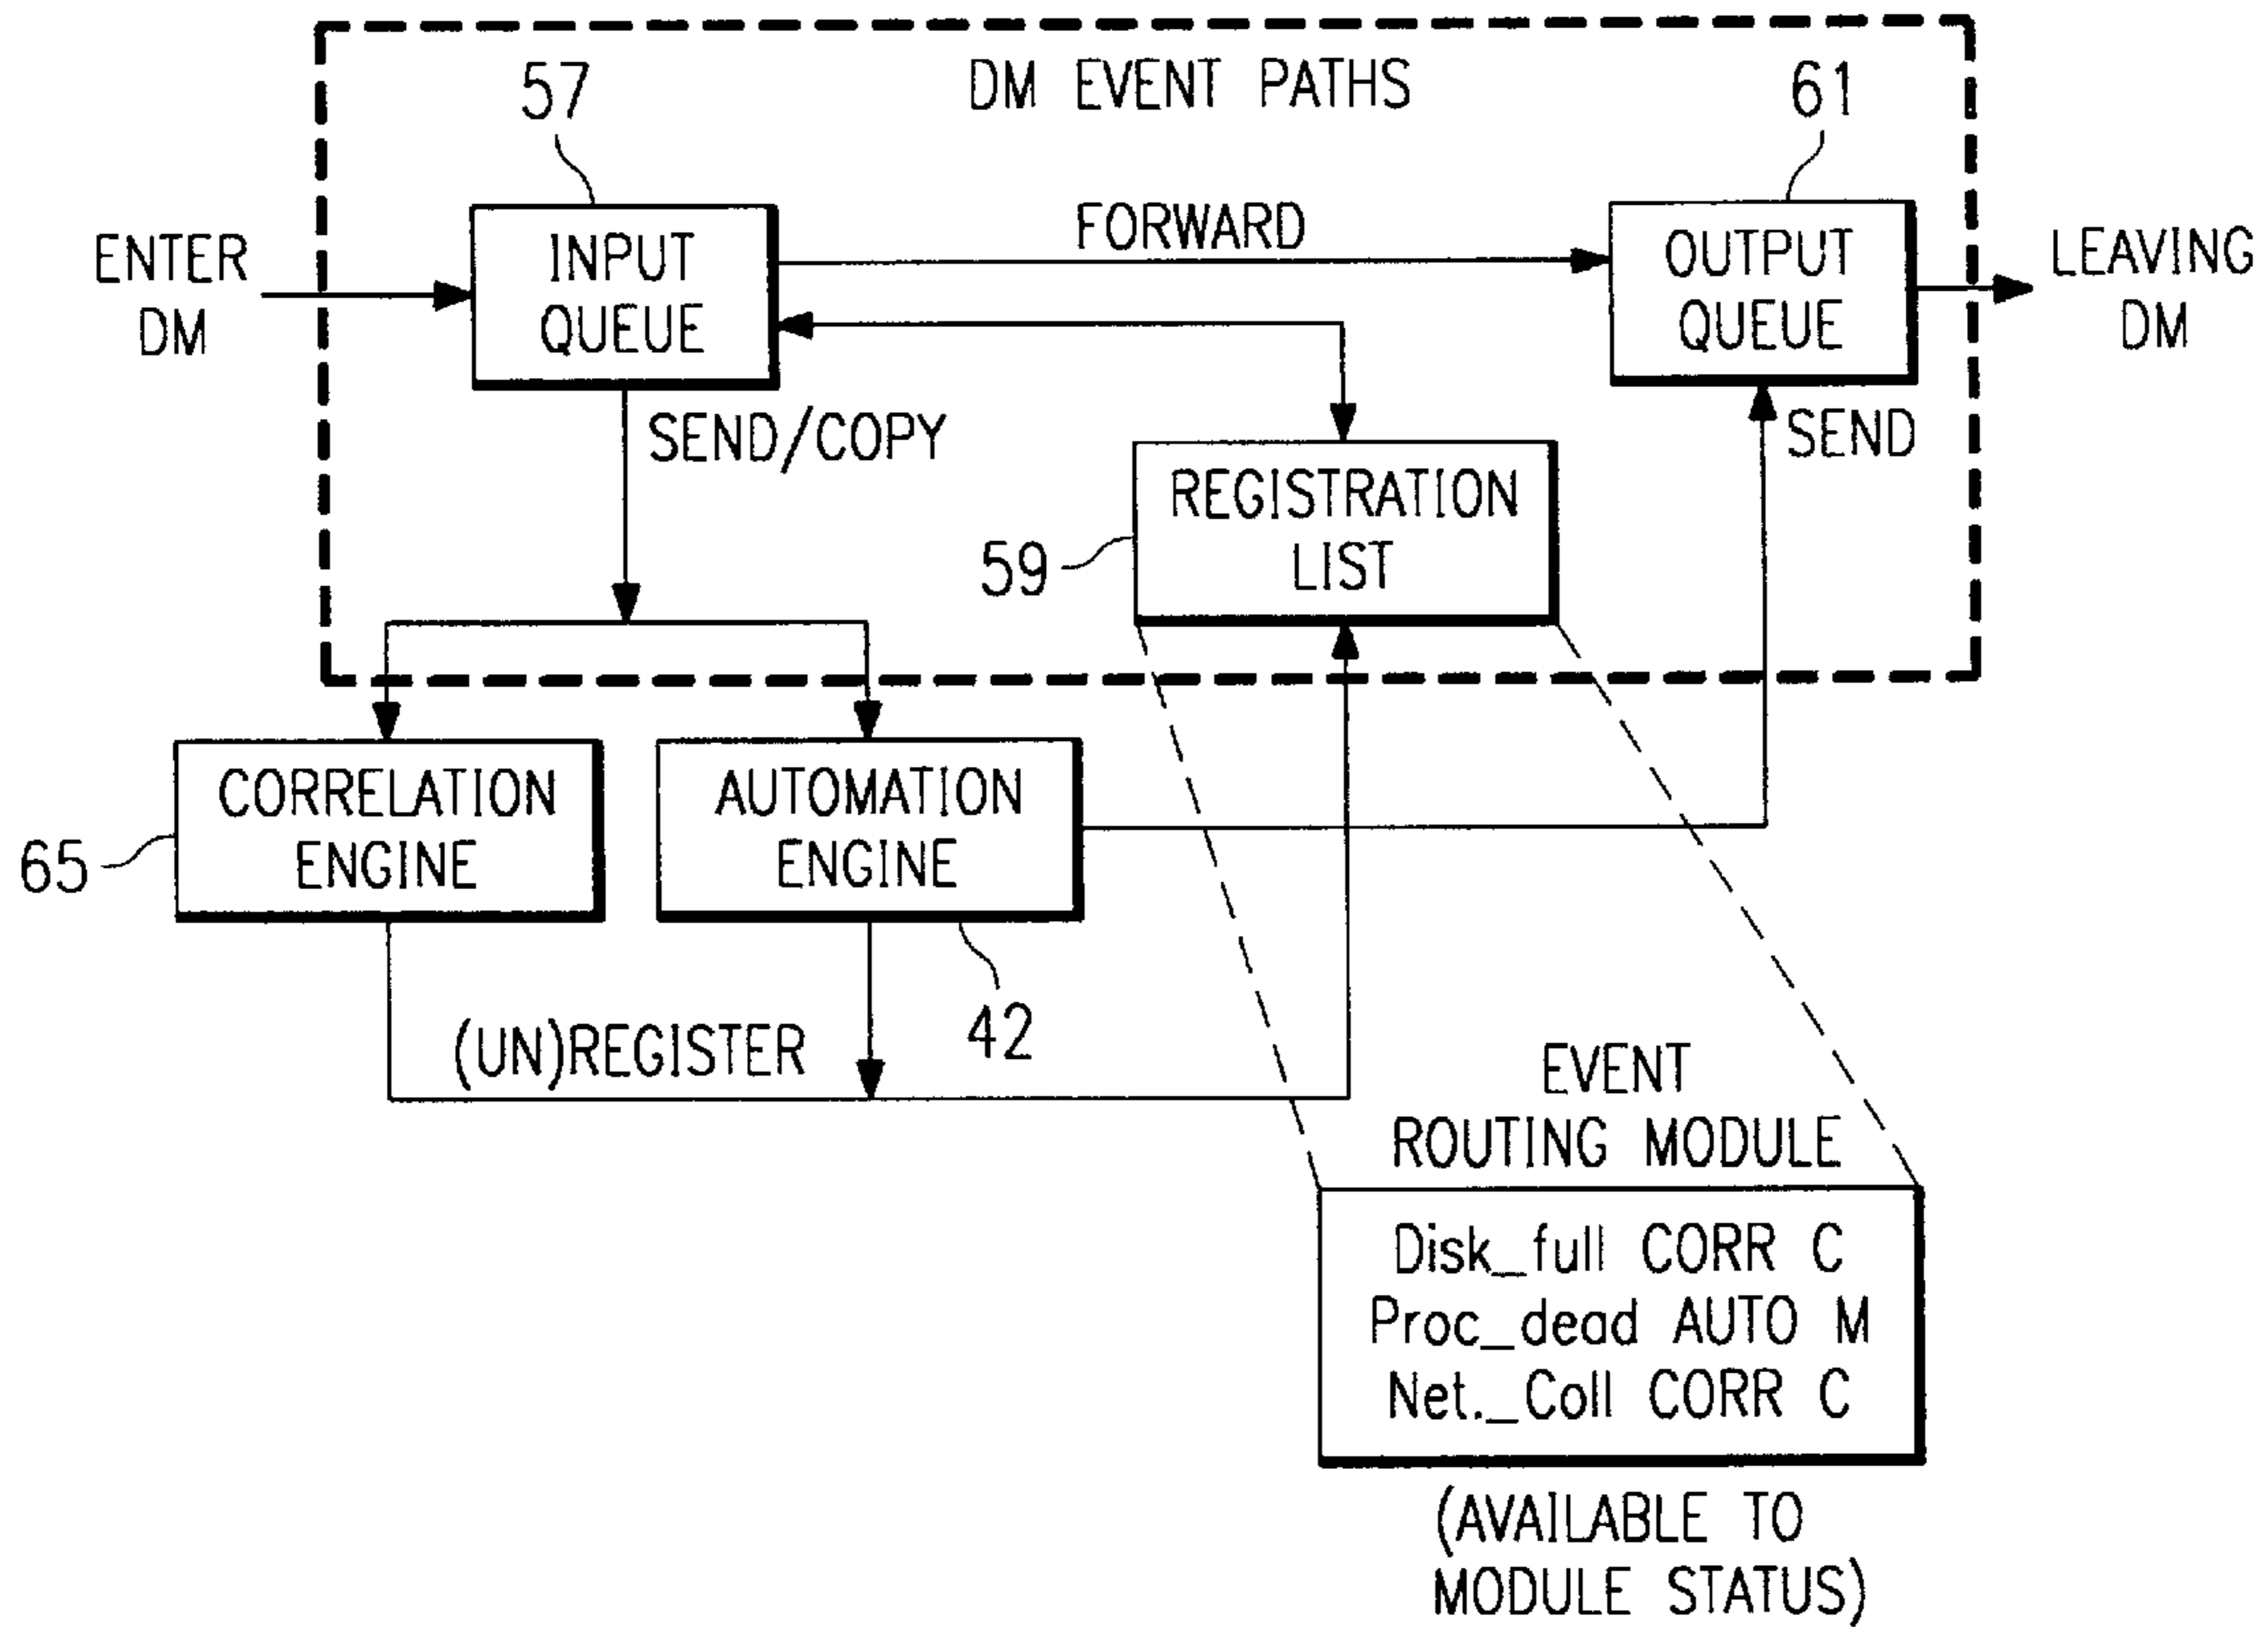 DM EVENT PATHS
57
61
ENTER
DM
INPUT
QUEUE
FORWARD
OUTPUT
QUEUE
LEAVING
DM
SEND/COPY
SEND
REGISTRATION
LIST
59
CORRELATION
ENGINE
65
AUTOMATION
ENGINE
42
(UN)REGISTER
EVENT
ROUTING MODULE
Disk_full CORR C
Proc_dead AUTO M
Net._Coll CORR C
(AVAILABLE TO
MODULE STATUS)